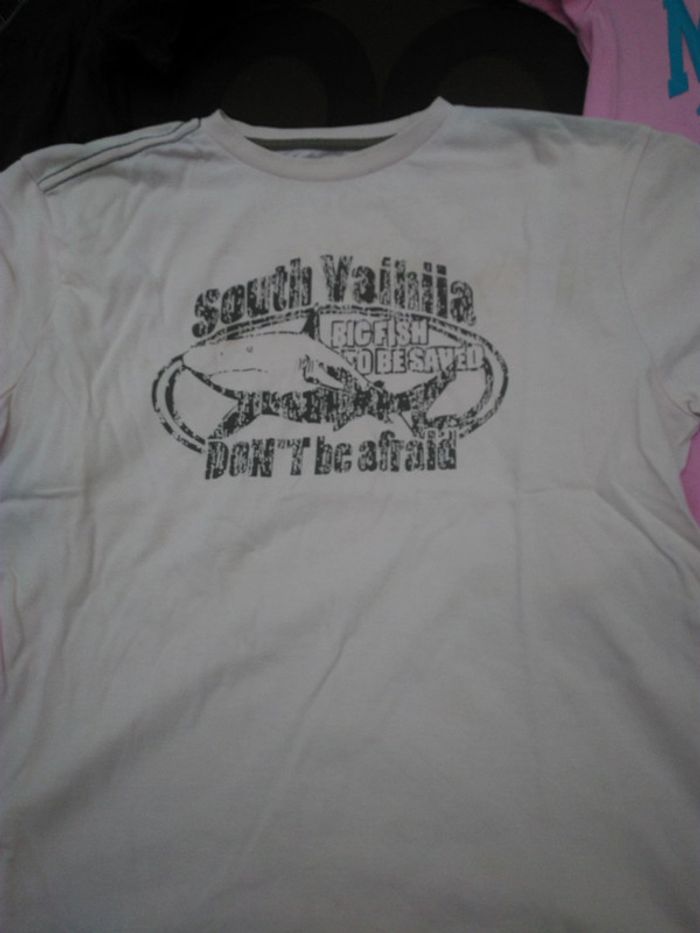 South Vaihiia
BIG FISH
TO BE SAVED
DON'T be afraid
N